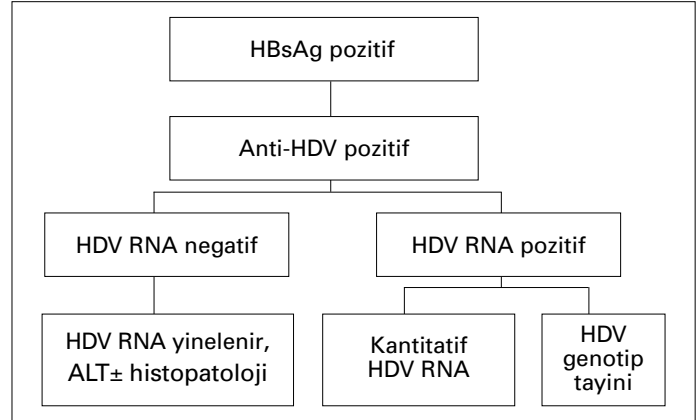 HBsAg pozitif
Anti-HDV pozitif
HDV RNA negatif
HDV RNA pozitif
HDV RNA yinelenir,
ALT± histopatoloji
Kantitatif
HDV RNA
HDV
genotip
tayini